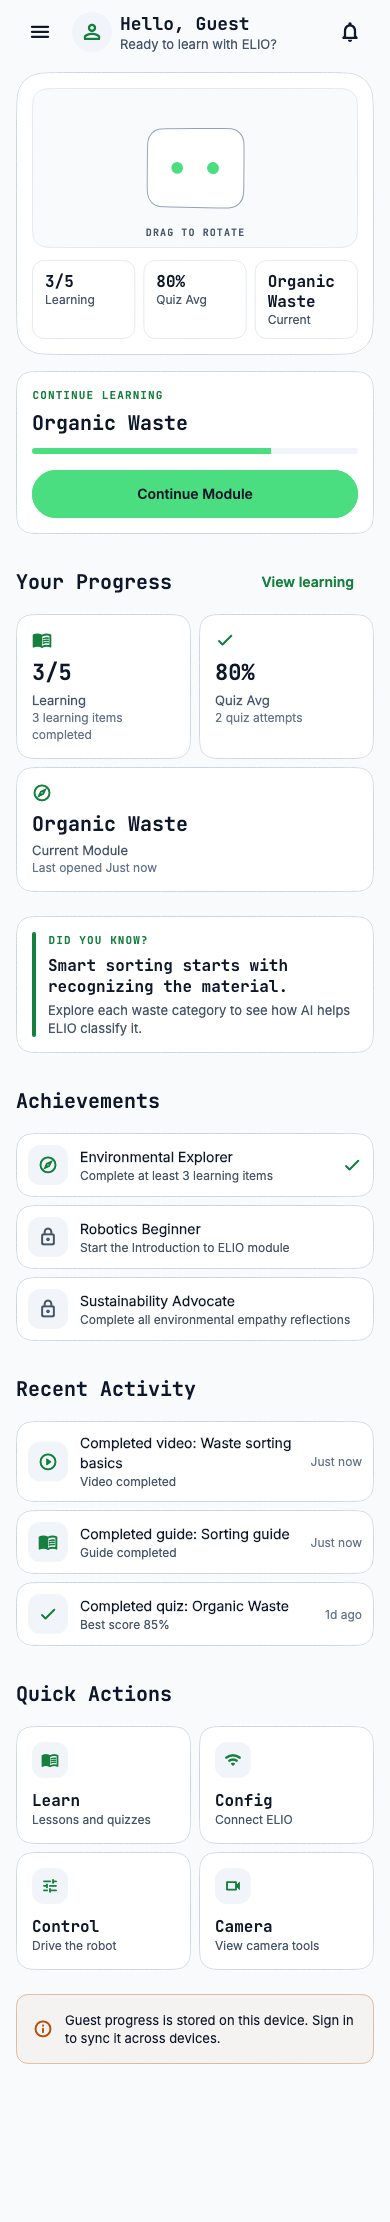 Hello, Guest
Ready to learn with ELIO?
DRAG TO ROTATE
3/5
Learning
80%
Quiz Avg
Organic
Waste
Current
CONTINUE LEARNING
Organic Waste
Continue Module
Your Progress
View learning
3/5
Learning
3 learning items
completed
80%
Quiz Avg
2 quiz attempts
Organic Waste
Current Module
Last opened Just now
DID YOU KNOW?
Smart sorting starts with
recognizing the material.
Explore each waste category to see how AI helps
ELIO classify it.
Achievements
Environmental Explorer
Complete at least 3 learning items
Robotics Beginner
Start the Introduction to ELIO module
Sustainability Advocate
Complete all environmental empathy reflections
Recent Activity
Completed video: Waste sorting
basics
Video completed
Just now
Completed guide: Sorting guide
Guide completed
Just now
Completed quiz: Organic Waste
Best score 85%
1d ago
Quick Actions
Learn
Lessons and quizzes
Config
Connect ELIO
Control
Drive the robot
Camera
View camera tools
Guest progress is stored on this device. Sign in
to sync it across devices.